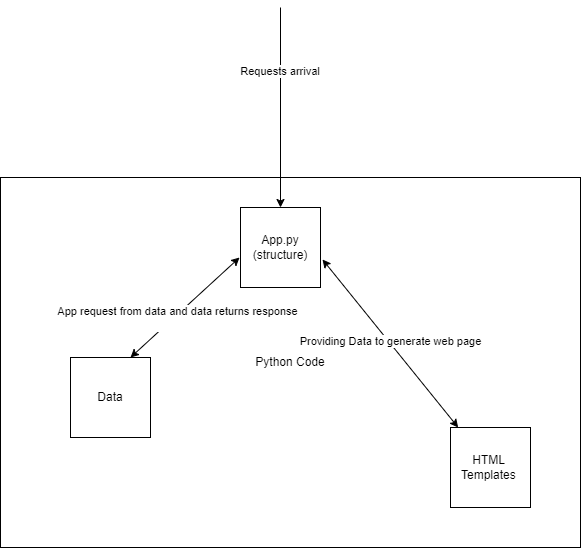 Requests arrival
App.py
(structure)
App request from data and data returns response
Providing Data to generate web page
Python Code
Data
HTML
Templates